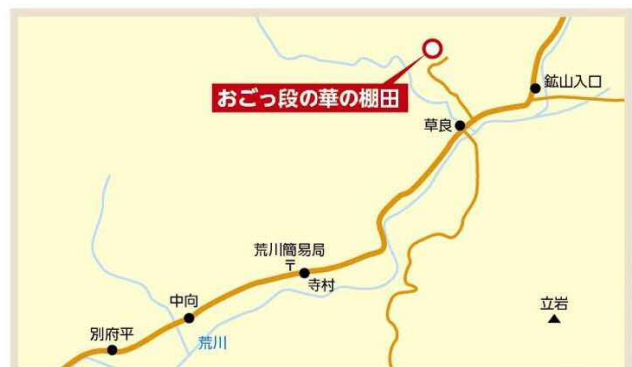 鉱山入口
おごっ段の華の棚田
草良
荒川簡易局
〒
寺村
中向
立岩
別府平
荒川